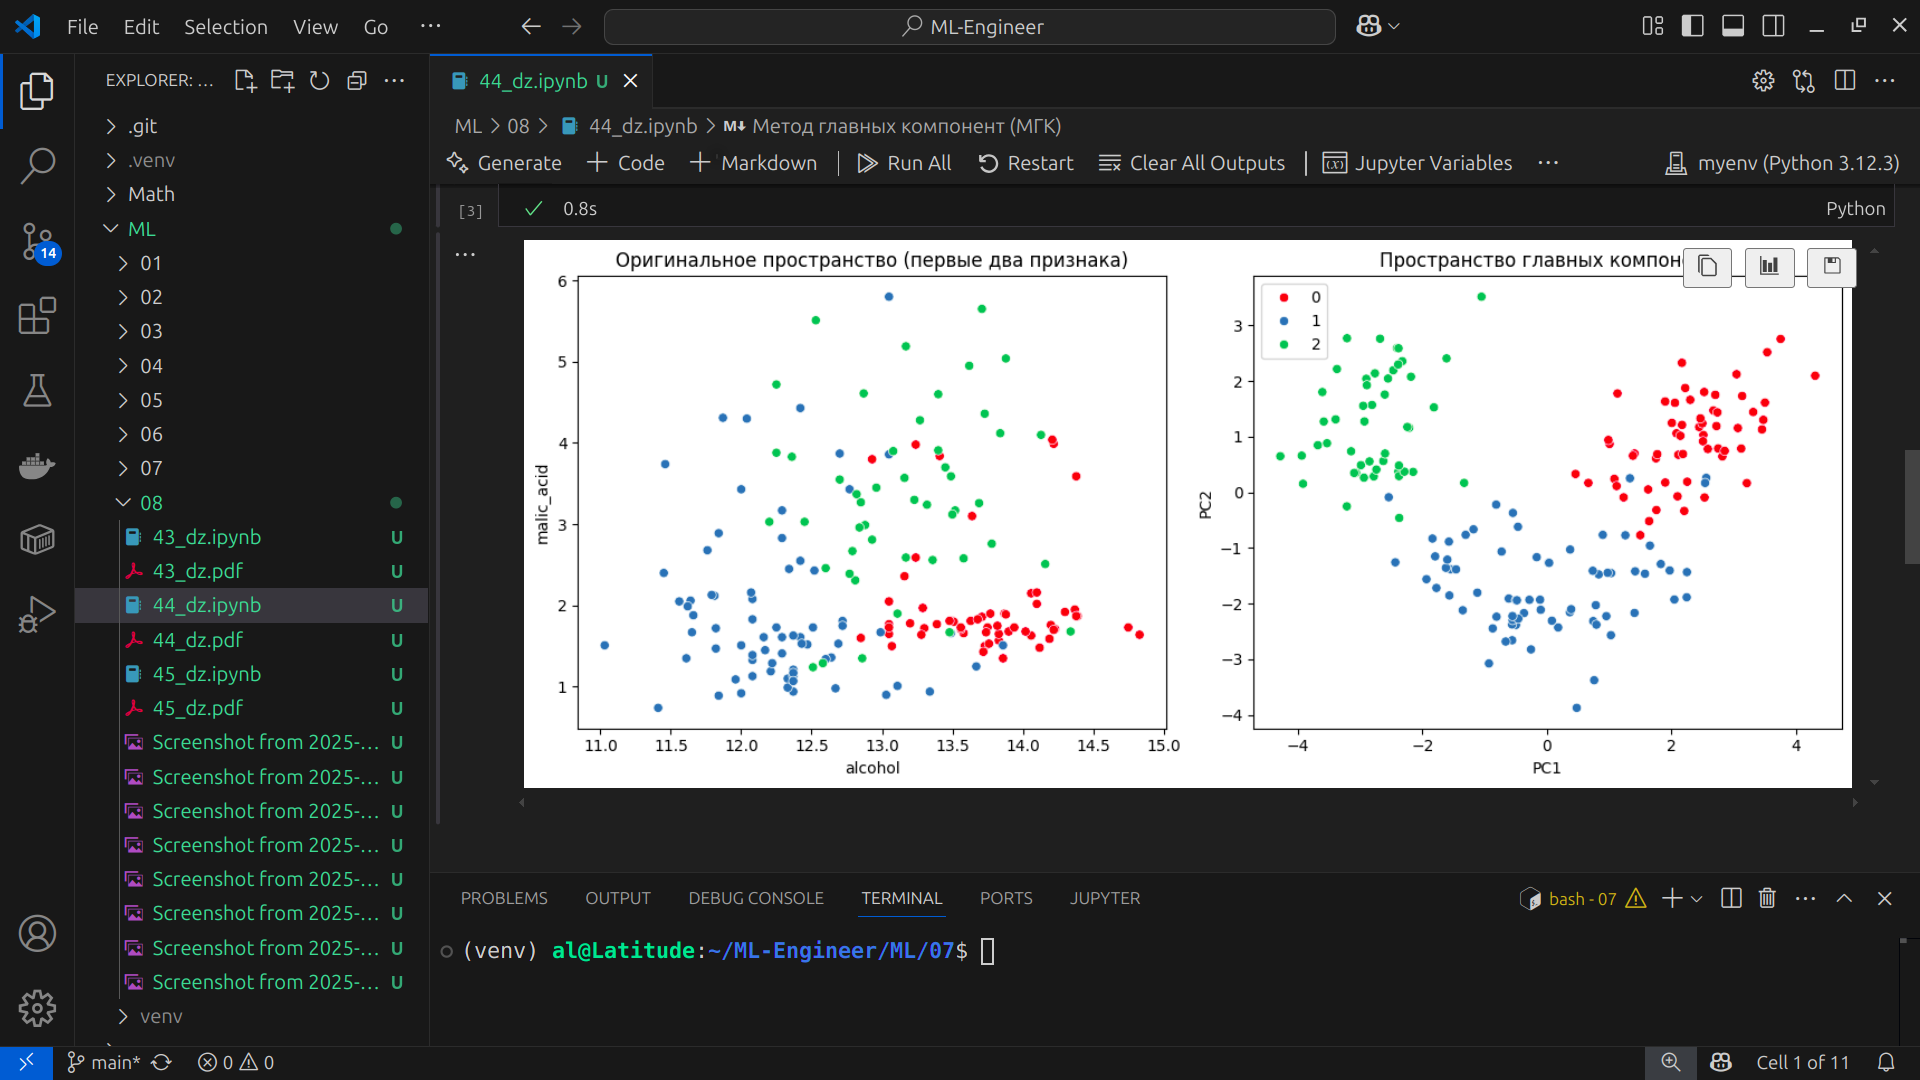 File Edit Selection View Go ··· ML-Engineer
EXPLORER: ... ···
.git
.venv
Math
ML
01
02
03
04
05
06
07
08
43_dz.ipynb U
43_dz.pdf U
44_dz.ipynb U
44_dz.pdf U
45_dz.ipynb U
45_dz.pdf U
Screenshot from 2025-... U
Screenshot from 2025-... U
Screenshot from 2025-... U
Screenshot from 2025-... U
Screenshot from 2025-... U
Screenshot from 2025-... U
Screenshot from 2025-... U
Screenshot from 2025-... U
venv
14
44_dz.ipynb U
ML > 08 > 44_dz.ipynb > M↓ Метод главных компонент (МГК)
Generate + Code + Markdown Run All Restart Clear All Outputs Jupyter Variables ··· myenv (Python 3.12.3)
[3] 0.8s Python
Оригинальное пространство (первые два признака)
6
5
4
3
2
1
malic_acid
11.0 11.5 12.0 12.5 13.0 13.5 14.0 14.5 15.0
alcohol
Пространство главных
0
1
2
3
2
1
0
−1
−2
−3
−4
PC2
−4 −2 0 2 4
PC1
PROBLEMS OUTPUT DEBUG CONSOLE TERMINAL PORTS JUPYTER bash - 07
(venv) al@Latitude:~/ML-Engineer/ML/07$
main* 0 0 Cell 1 of 11